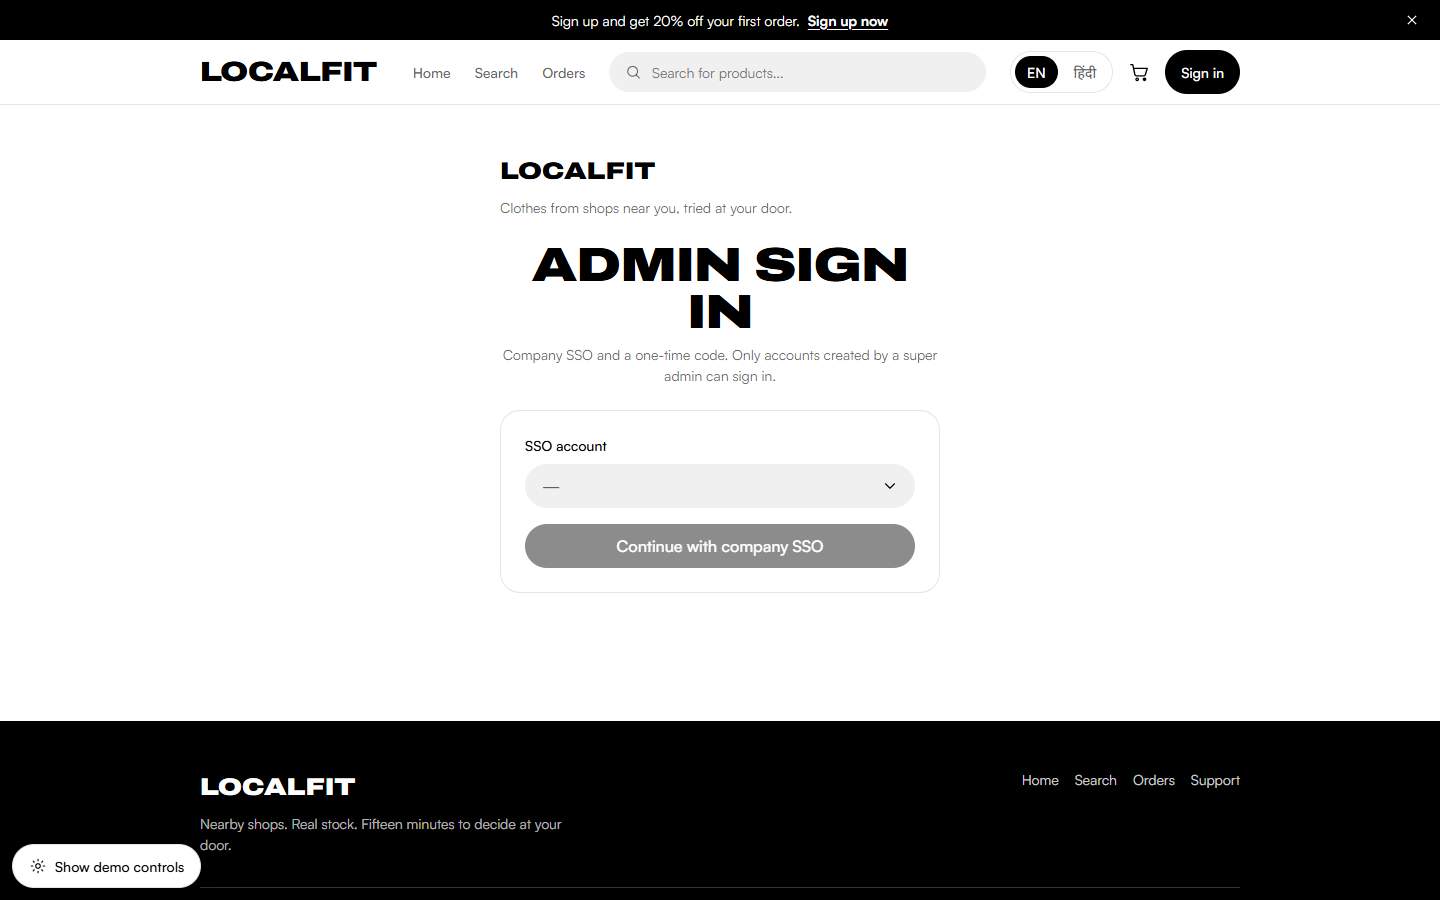 Sign up and get 20% off your first order. Sign up now
LOCALFIT
Home
Search
Orders
Search for products...
EN
हिंदी
Sign in
LOCALFIT
Clothes from shops near you, tried at your door.
ADMIN SIGN
IN
Company SSO and a one-time code. Only accounts created by a super
admin can sign in.
SSO account
—
Continue with company SSO
LOCALFIT
Nearby shops. Real stock. Fifteen minutes to decide at your
door.
Home
Search
Orders
Support
Show demo controls